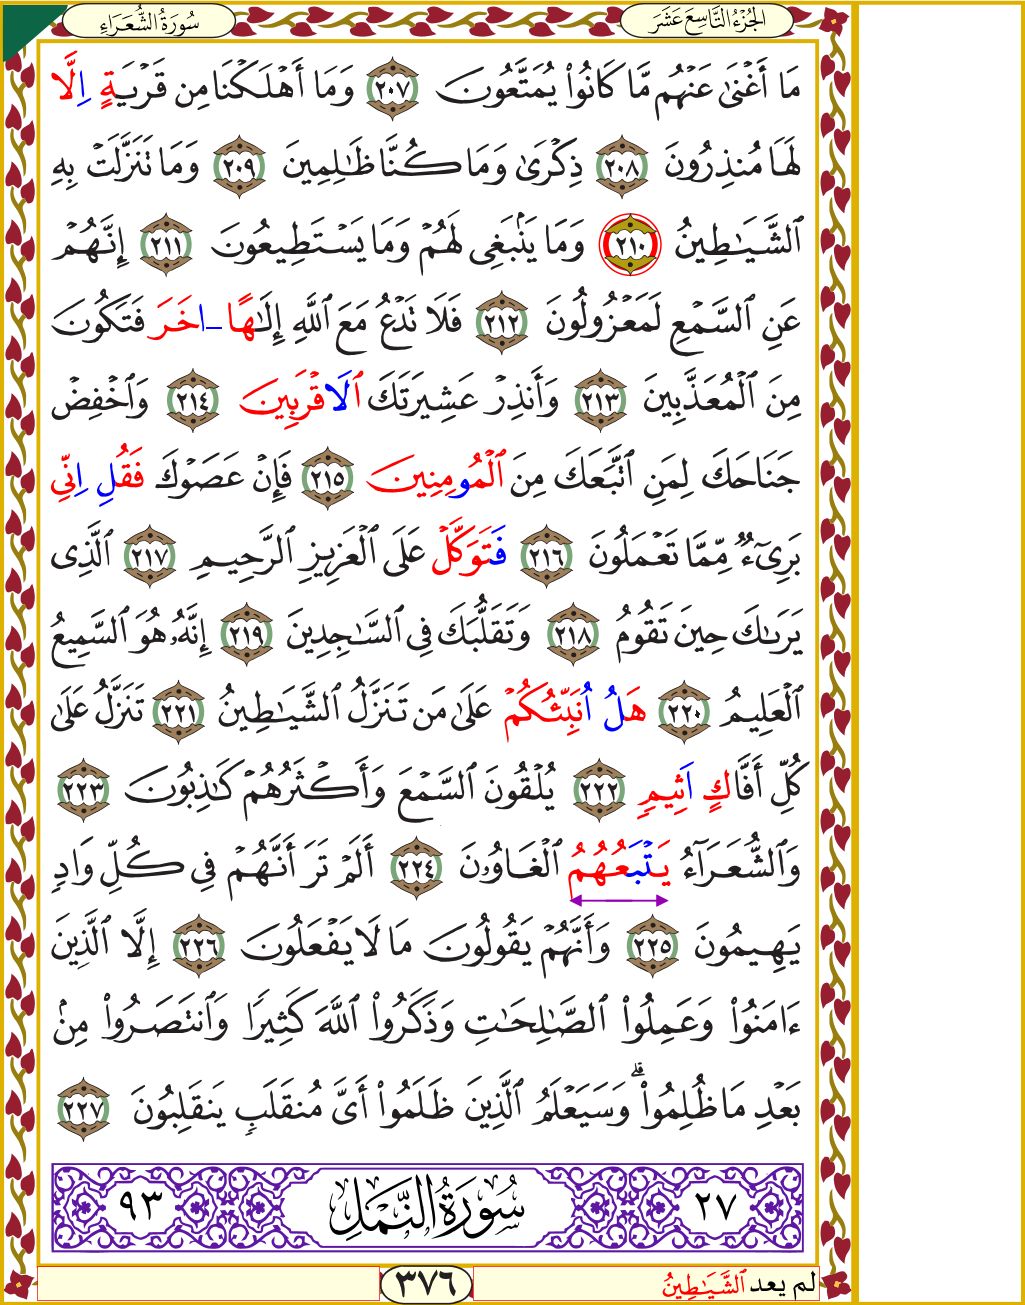 سُورَةُ الشُّعَرَاءِ الجُزْءُ التَّاسِعَ عَشَرَ
مَآ أَغْنَىٰ عَنْهُم مَّا كَانُوا۟ يُمَتَّعُونَ ٢٠٧ وَمَآ أَهْلَكْنَا مِن قَرْيَةٍ اِلَّا
لَهَا مُنذِرُونَ ٢٠٨ ذِكْرَىٰ وَمَا كُنَّا ظَٰلِمِينَ ٢٠٩ وَمَا تَنَزَّلَتْ بِهِ
ٱلشَّيَٰطِينُ ٢١٠ وَمَا يَنۢبَغِى لَهُمْ وَمَا يَسْتَطِيعُونَ ٢١١ إِنَّهُمْ
عَنِ ٱلسَّمْعِ لَمَعْزُولُونَ ٢١٢ فَلَا تَدْعُ مَعَ ٱللَّهِ إِلَٰهًا ـاخَرَ فَتَكُونَ
مِنَ ٱلْمُعَذَّبِينَ ٢١٣ وَأَنذِرْ عَشِيرَتَكَ ٱلَاقْرَبِينَ ٢١٤ وَٱخْفِضْ
جَنَاحَكَ لِمَنِ ٱتَّبَعَكَ مِنَ ٱلْمُومِنِينَ ٢١٥ فَإِنْ عَصَوْكَ فَقُلِ اِنِّي
بَرِىٓءٌ مِّمَّا تَعْمَلُونَ ٢١٦ فَتَوَكَّلْ عَلَى ٱلْعَزِيزِ ٱلرَّحِيمِ ٢١٧ ٱلَّذِى
يَرَىٰكَ حِينَ تَقُومُ ٢١٨ وَتَقَلُّبَكَ فِى ٱلسَّٰجِدِينَ ٢١٩ إِنَّهُۥ هُوَ ٱلسَّمِيعُ
ٱلْعَلِيمُ ٢٢٠ هَلُ اُنَبِّئُكُمْ عَلَىٰ مَن تَنَزَّلُ ٱلشَّيَٰطِينُ ٢٢١ تَنَزَّلُ عَلَىٰ
كُلِّ أَفَّاكٍ اَثِيمٍ ٢٢٢ يُلْقُونَ ٱلسَّمْعَ وَأَكْثَرُهُمْ كَٰذِبُونَ ٢٢٣
وَٱلشُّعَرَآءُ يَتْبَعُهُمُ ٱلْغَاوُۥنَ ٢٢٤ أَلَمْ تَرَ أَنَّهُمْ فِى كُلِّ وَادٍ
يَهِيمُونَ ٢٢٥ وَأَنَّهُمْ يَقُولُونَ مَا لَا يَفْعَلُونَ ٢٢٦ إِلَّا ٱلَّذِينَ
ءَامَنُوا۟ وَعَمِلُوا۟ ٱلصَّٰلِحَٰتِ وَذَكَرُوا۟ ٱللَّهَ كَثِيرًا وَٱنتَصَرُوا۟ مِنۢ
بَعْدِ مَا ظُلِمُوا۟ ۗ وَسَيَعْلَمُ ٱلَّذِينَ ظَلَمُوٓا۟ أَىَّ مُنقَلَبٍ يَنقَلِبُونَ ٢٢٧
٢٧ سُورَةُ النَّمْلِ ٩٣
لم يعد ٱلشَّيَٰطِينُ ٣٧٦